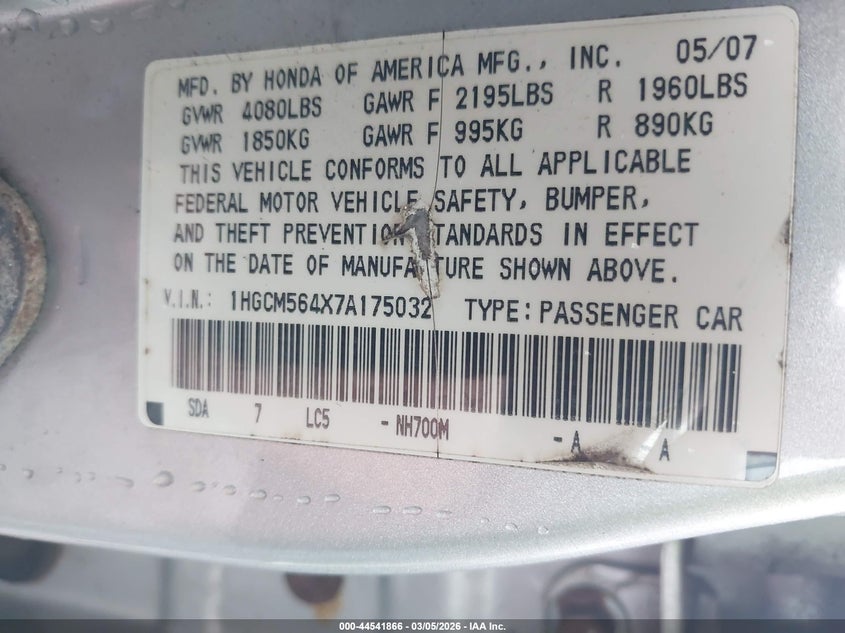 MFD. BY HONDA OF AMERICA MFG., INC. 05/07
GVWR 4080LBS GAWR F 2195LBS R 1960LBS
GVWR 1850KG GAWR F 995KG R 890KG
THIS VEHICLE CONFORMS TO ALL APPLICABLE
FEDERAL MOTOR VEHICLE SAFETY, BUMPER,
AND THEFT PREVENTION STANDARDS IN EFFECT
ON THE DATE OF MANUFACTURE SHOWN ABOVE.
V.I.N.: 1HGCM564X7A175032 TYPE: PASSENGER CAR
SDA 7 LC5 - NH700M - A A
000-44541866 - 03/05/2026 - IAA Inc.